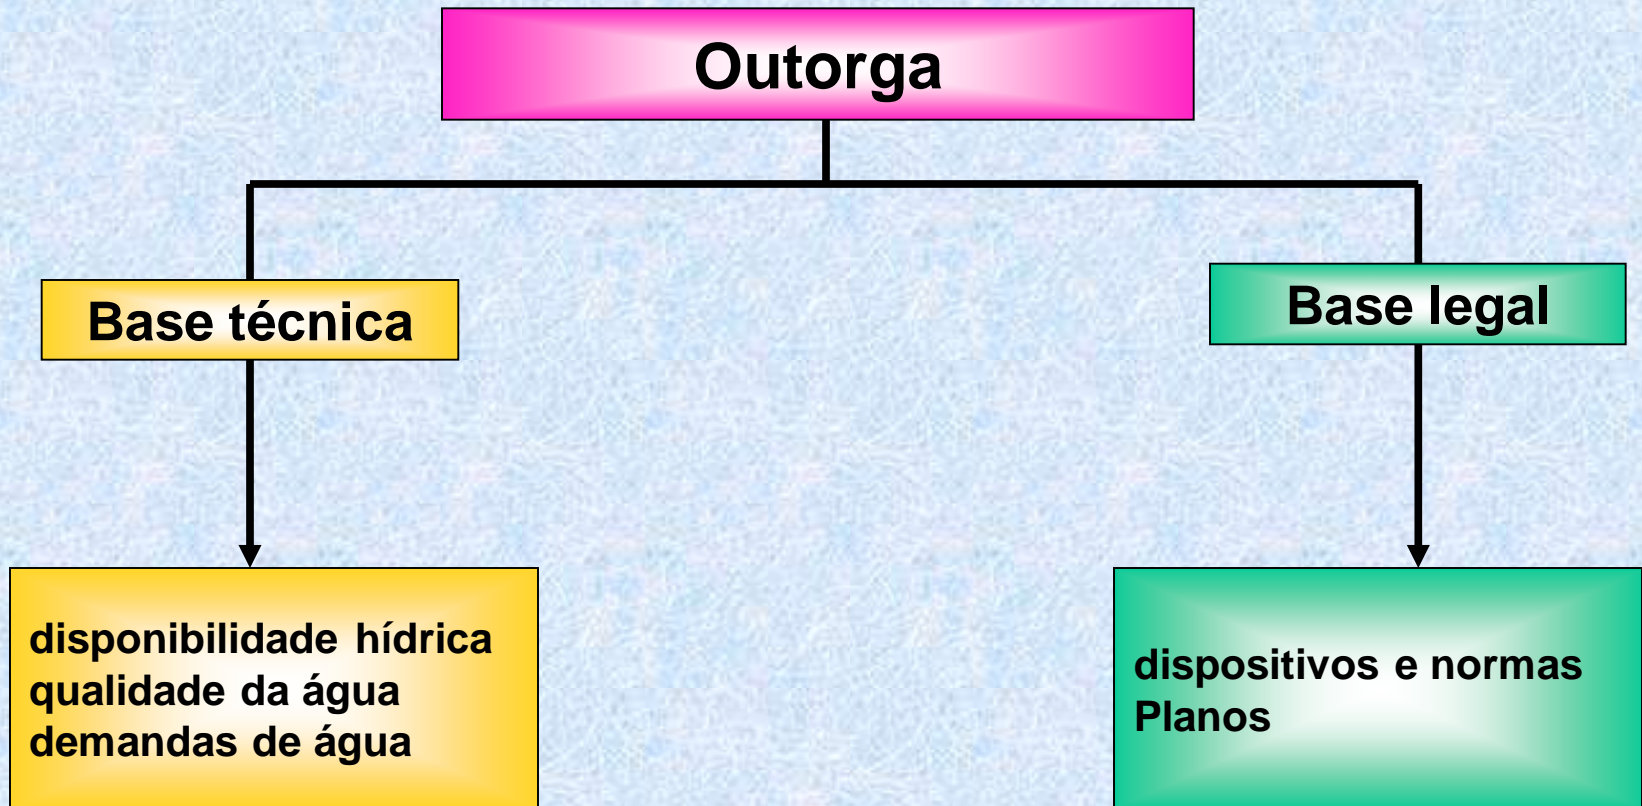 Outorga
Base técnica
Base legal
disponibilidade hídrica
qualidade da água
demandas de água
dispositivos e normas
Planos